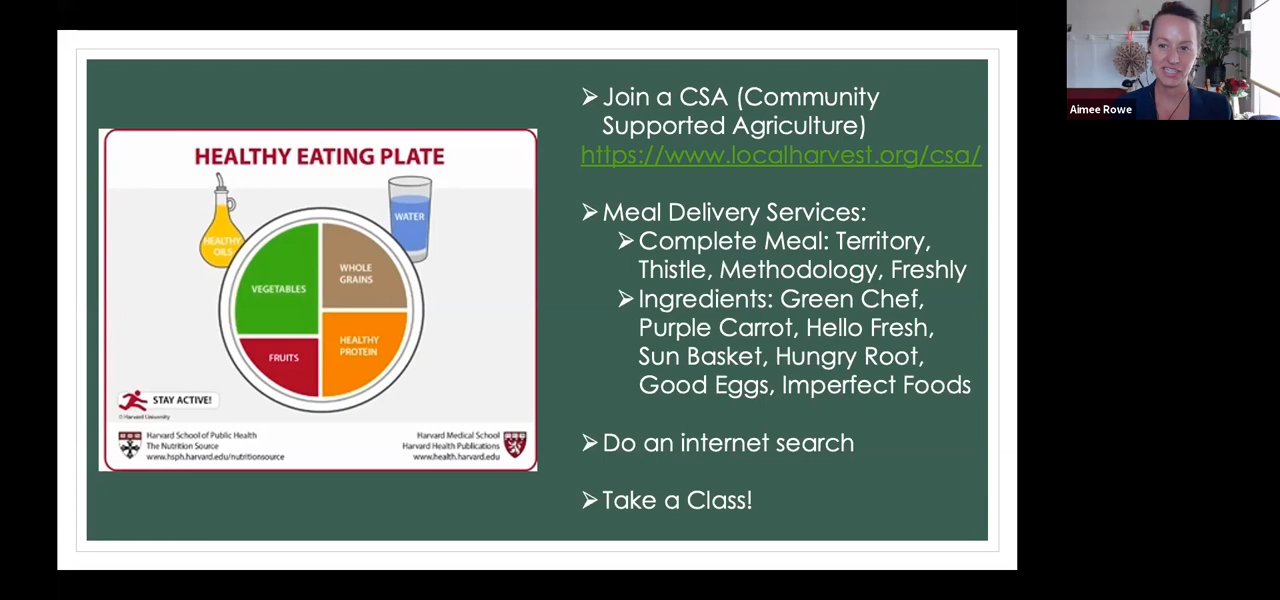 HEALTHY EATING PLATE
HEALTHY
OILS
WATER
VEGETABLES
WHOLE
GRAINS
FRUITS
HEALTHY
PROTEIN
STAY ACTIVE!
© Harvard University
Harvard School of Public Health
The Nutrition Source
www.hsph.harvard.edu/nutritionsource
Harvard Medical School
Harvard Health Publications
www.health.harvard.edu
➢Join a CSA (Community
Supported Agriculture)
https://www.localharvest.org/csa/
➢Meal Delivery Services:
➢Complete Meal: Territory,
Thistle, Methodology, Freshly
➢Ingredients: Green Chef,
Purple Carrot, Hello Fresh,
Sun Basket, Hungry Root,
Good Eggs, Imperfect Foods
➢Do an internet search
➢Take a Class!
Aimee Rowe